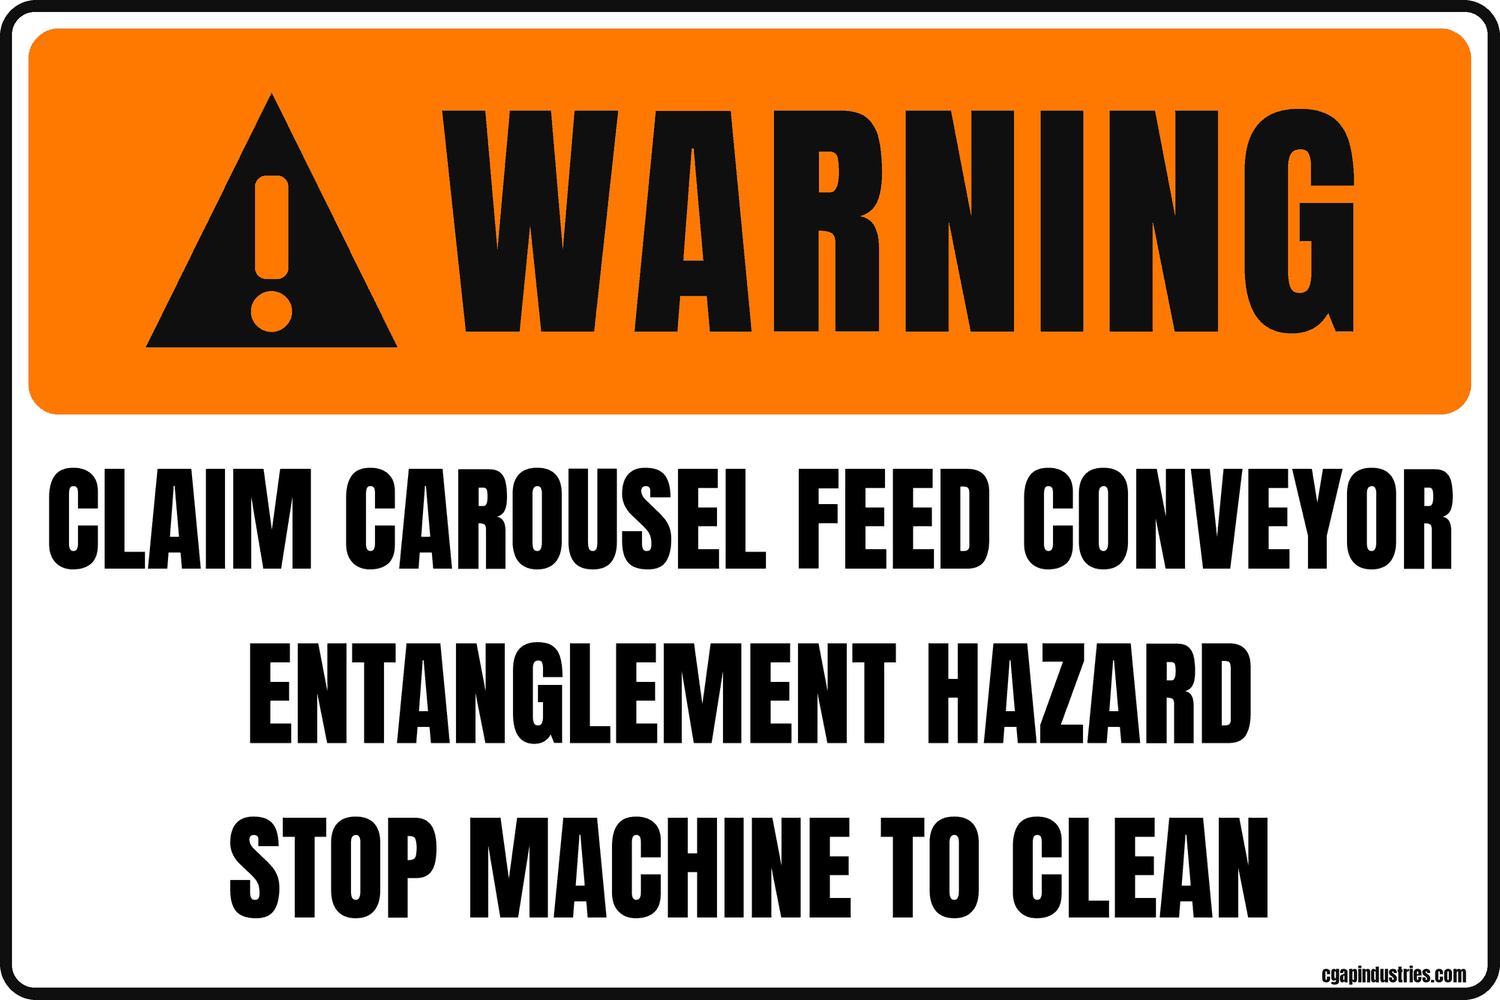 WARNING
CLAIM CAROUSEL FEED CONVEYOR
ENTANGLEMENT HAZARD
STOP MACHINE TO CLEAN
cgapindustries.com